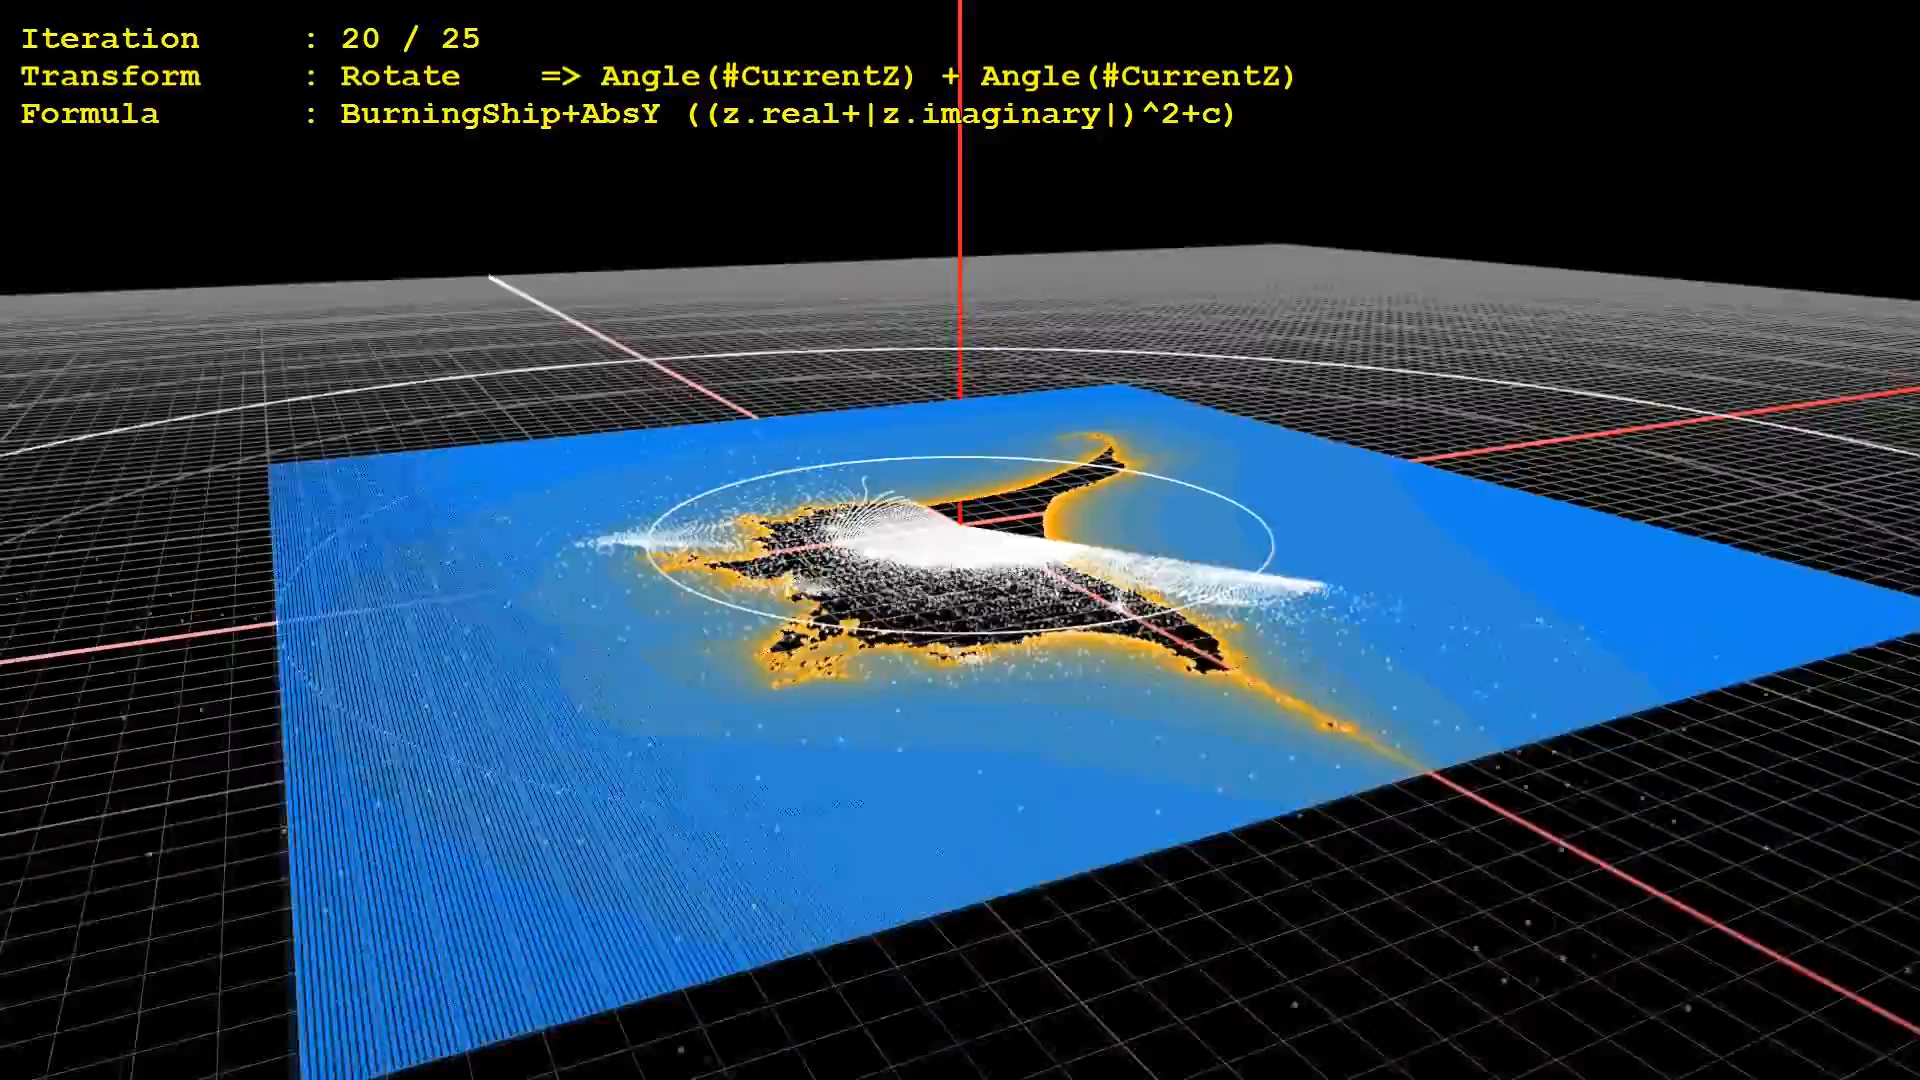 Iteration : 20 / 25
Transform : Rotate => Angle(#CurrentZ) + Angle(#CurrentZ)
Formula : BurningShip+AbsY ((z.real+|z.imaginary|)^2+c)